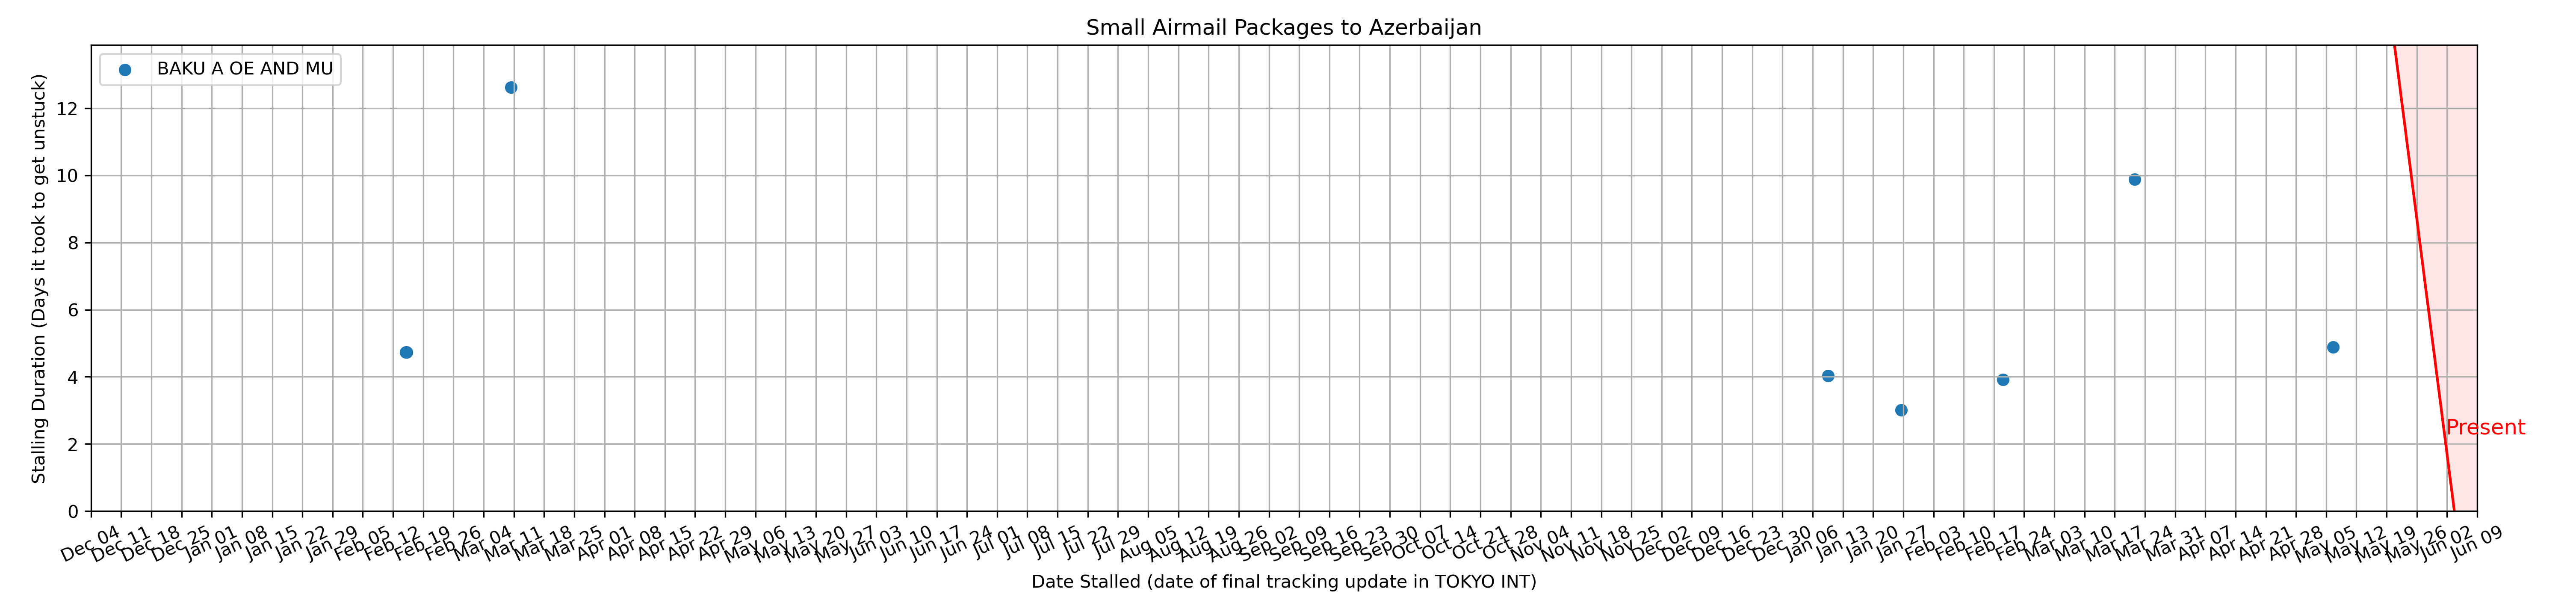 Small Airmail Packages to Azerbaijan
BAKU A OE AND MU
Stalling Duration (Days it took to get unstuck)
12
10
8
6
4
2
0
Present
Dec 04
Dec 11
Dec 18
Dec 25
Jan 01
Jan 08
Jan 15
Jan 22
Jan 29
Feb 05
Feb 12
Feb 19
Feb 26
Mar 04
Mar 11
Mar 18
Mar 25
Apr 01
Apr 08
Apr 15
Apr 22
Apr 29
May 06
May 13
May 20
May 27
Jun 03
Jun 10
Jun 17
Jun 24
Jul 01
Jul 08
Jul 15
Jul 22
Jul 29
Aug 05
Aug 12
Aug 19
Aug 26
Sep 02
Sep 09
Sep 16
Sep 23
Sep 30
Oct 07
Oct 14
Oct 21
Oct 28
Nov 04
Nov 11
Nov 18
Nov 25
Dec 02
Dec 09
Dec 16
Dec 23
Dec 30
Jan 06
Jan 13
Jan 20
Jan 27
Feb 03
Feb 10
Feb 17
Feb 24
Mar 03
Mar 10
Mar 17
Mar 24
Mar 31
Apr 07
Apr 14
Apr 21
Apr 28
May 05
May 12
May 19
May 26
Jun 02
Jun 09
Date Stalled (date of final tracking update in TOKYO INT)